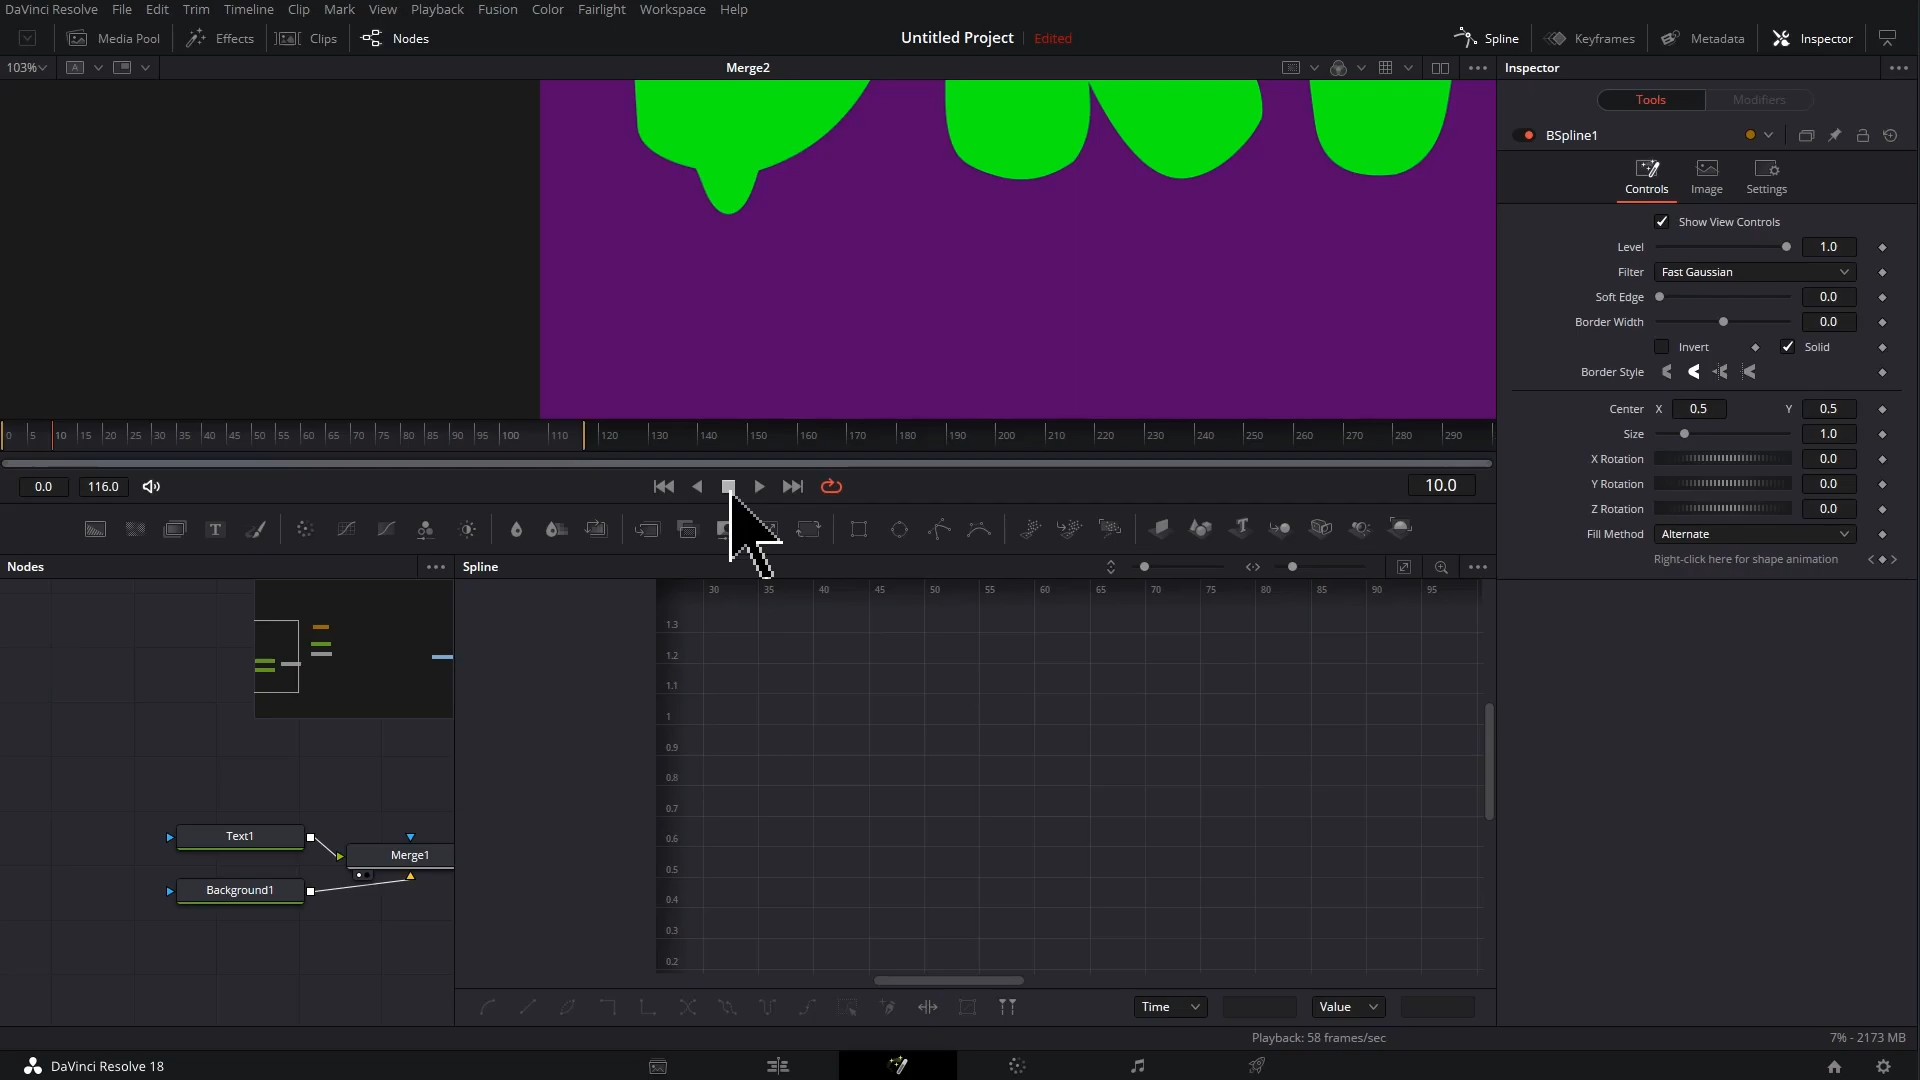 DaVinci Resolve File Edit Trim Timeline Clip Mark View Playback Fusion Color Fairlight Workspace Help
Media Pool Effects Clips Nodes Untitled Project Edited Spline Keyframes Metadata Inspector
103% A Merge2 Inspector
Tools Modifiers
BSpline1
Controls Image Settings
Show View Controls
Level 1.0
Filter Fast Gaussian
Soft Edge 0.0
Border Width 0.0
Invert Solid
Border Style
Center X 0.5 Y 0.5
Size 1.0
X Rotation 0.0
Y Rotation 0.0
Z Rotation 0.0
Fill Method Alternate
Right-click here for shape animation
0 5 10 15 20 25 30 35 40 45 50 55 60 65 70 75 80 85 90 95 100 110 120 130 140 150 160 170 180 190 200 210 220 230 240 250 260 270 280 290
0.0 116.0 10.0
T T
Nodes Spline
30 35 40 45 50 55 60 65 70 75 80 85 90 95
1.3
1.2
1.1
1
0.9
0.8
0.7
0.6
0.5
0.4
0.3
0.2
Text1
Merge1
Background1
Time Value
Playback: 58 frames/sec 7% - 2173 MB
DaVinci Resolve 18